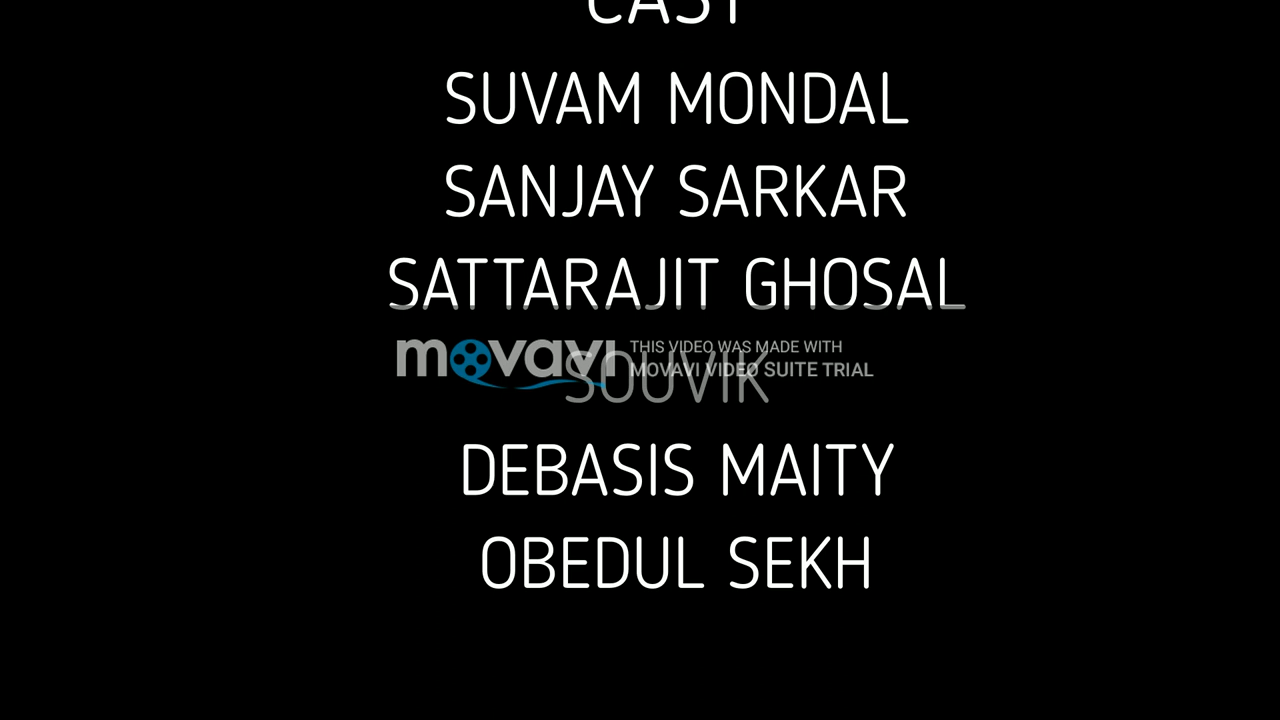 CAST
SUVAM MONDAL
SANJAY SARKAR
SATTARAJIT GHOSAL
movavi
THIS VIDEO WAS MADE WITH
MOVAVI VIDEO SUITE TRIAL
SOUVIK
DEBASIS MAITY
OBEDUL SEKH